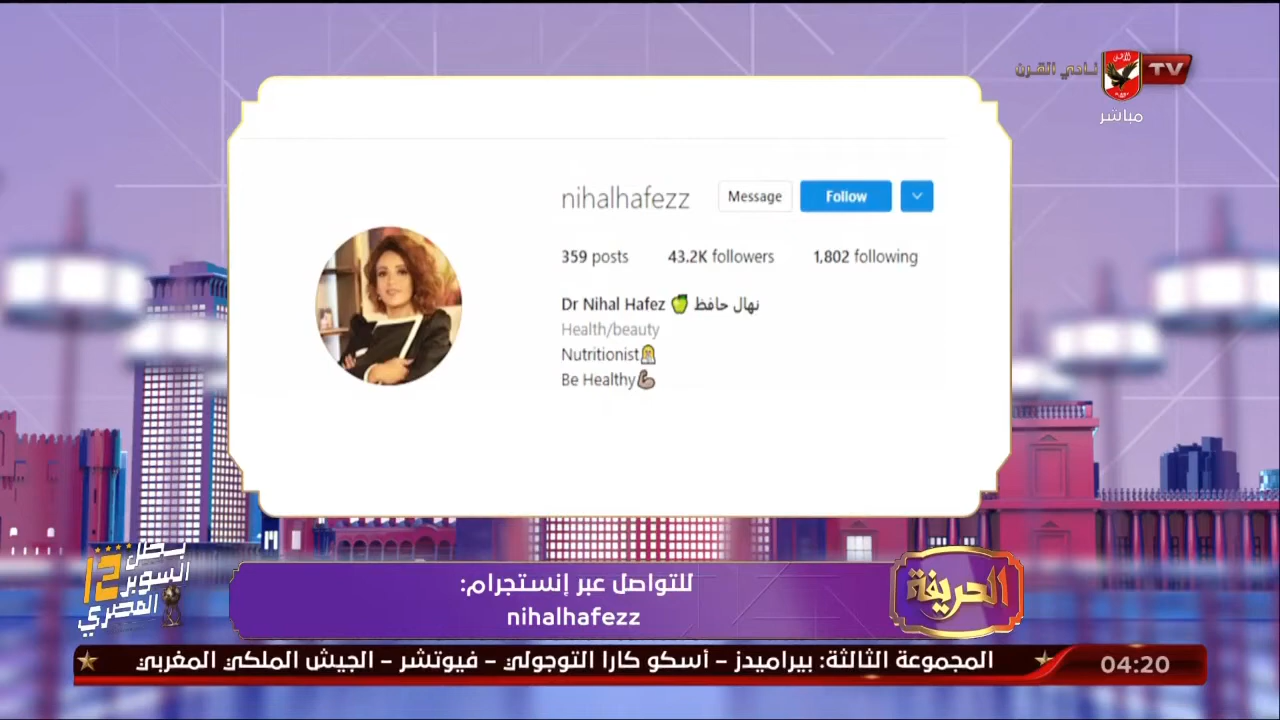 نادي القرن
TV
مباشر
nihalhafezz
Message
Follow
359 posts
43.2K followers
1,802 following
Dr Nihal Hafez 🍏 نهال حافظ
Health/beauty
Nutritionist
Be Healthy💪🏽
بطل
السوبر 12
المصري
للتواصل عبر إنستجرام:
nihalhafezz
الحريفة
المجموعة الثالثة: بيراميدز - أسكو كارا التوجولي - فيوتشر - الجيش الملكي المغربي
04:20